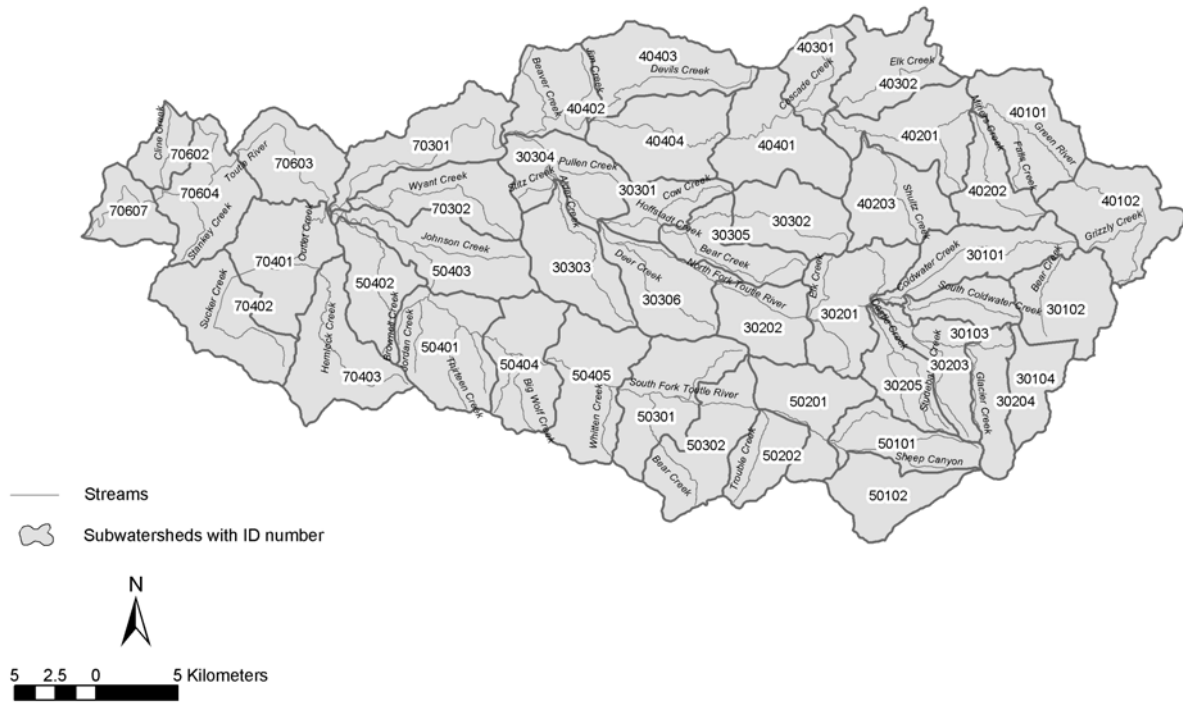 40301
40403
Elk Creek
Jim Creek
Devils Creek
Beaver Creek
Cascade Creek
40302
40402
40101
Cline Creek
70602
70301
40404
40401
40201
Miners Creek
Green River
Falls Creek
Toutle River
70603
30304
Pullen Creek
Wyant Creek
Stitz Creek
Alder Creek
30301
Cow Creek
40202
70604
70607
70302
Hoffstadt Creek
30302
40203
Shultz Creek
40102
Stankey Creek
Outlet Creek
30305
Grizzly Creek
Johnson Creek
Bear Creek
30101
70401
50403
30303
Deer Creek
North Fork Toutle River
Elk Creek
Coldwater Creek
Bear Creek
Sucker Creek
50402
30306
South Coldwater Creek
70402
30202
30201
30102
Hemlock Creek
Brownell Creek
Jordan Creek
Castle Creek
30103
50401
50404
50405
30203
70403
Thirteen Creek
Big Wolf Creek
Whitten Creek
South Fork Toutle River
50201
30205
Glacier Creek
30104
30204
50301
50302
Trouble Creek
50202
50101
Sheep Canyon
Bear Creek
50102
Streams
Subwatersheds with ID number
N
5 2.5 0 5 Kilometers